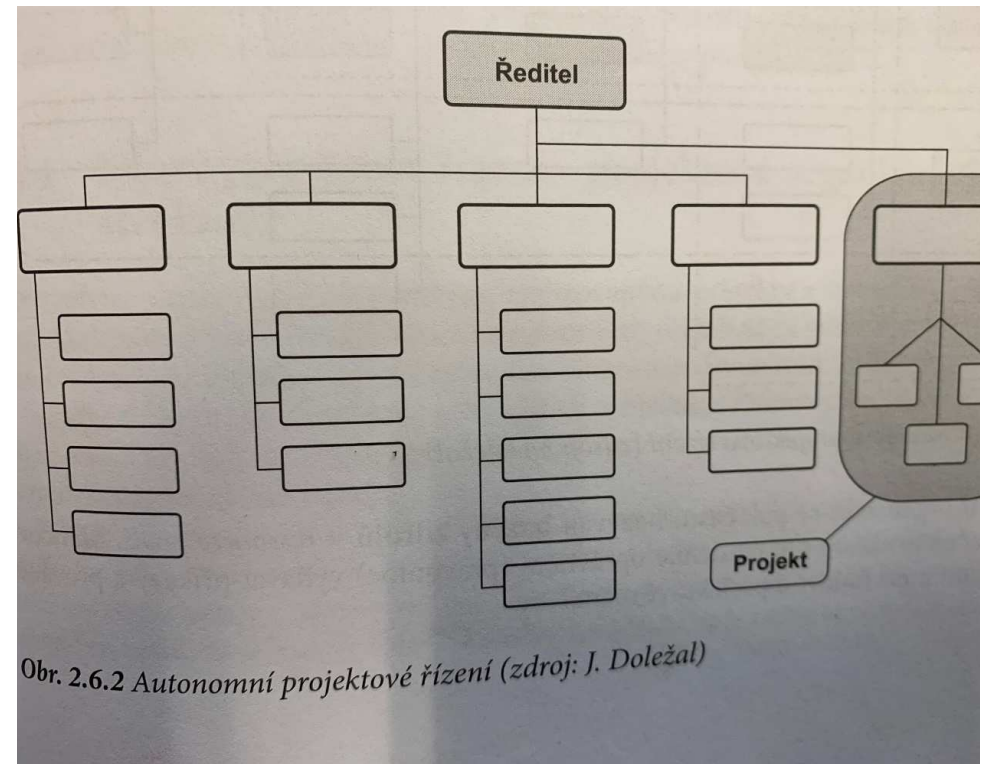 Ředitel
Projekt
Obr. 2.6.2 Autonomní projektové řízení (zdroj: J. Doležal)